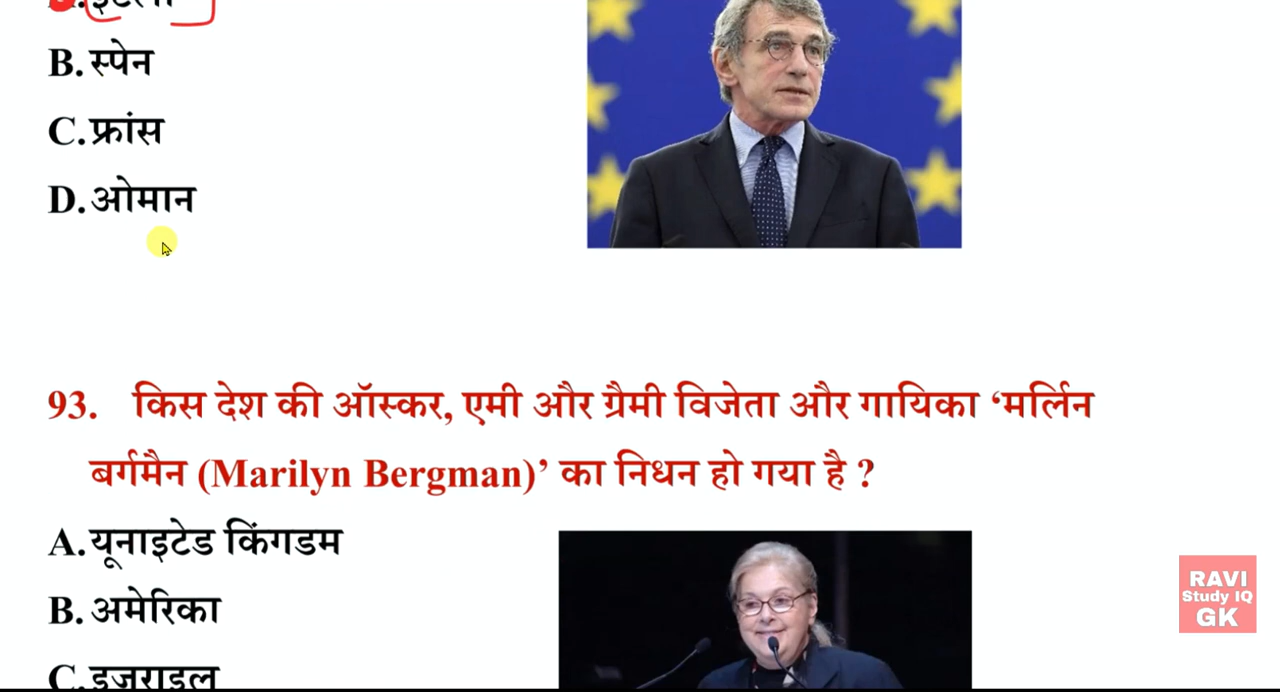 B. स्पेन
C. फ्रांस
D. ओमान
93. किस देश की ऑस्कर, एमी और ग्रैमी विजेता और गायिका ‘मर्लिन
बर्गमैन (Marilyn Bergman)’ का निधन हो गया है ?
A. यूनाइटेड किंगडम
B. अमेरिका
C. इजराइल
RAVI
Study IQ
GK